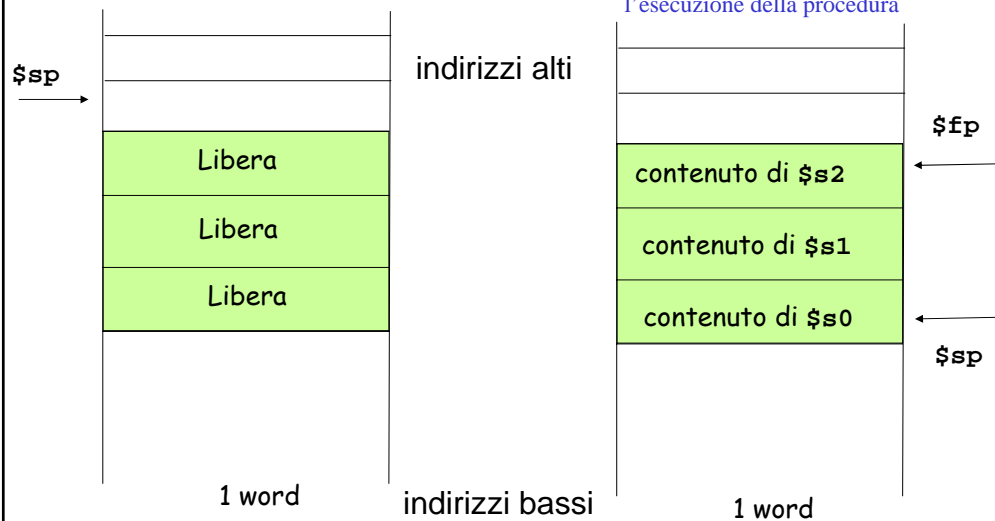 l'esecuzione della procedura
$sp
indirizzi alti
$fp
Libera
Libera
Libera
contenuto di $s2
contenuto di $s1
contenuto di $s0
$sp
1 word
indirizzi bassi
1 word